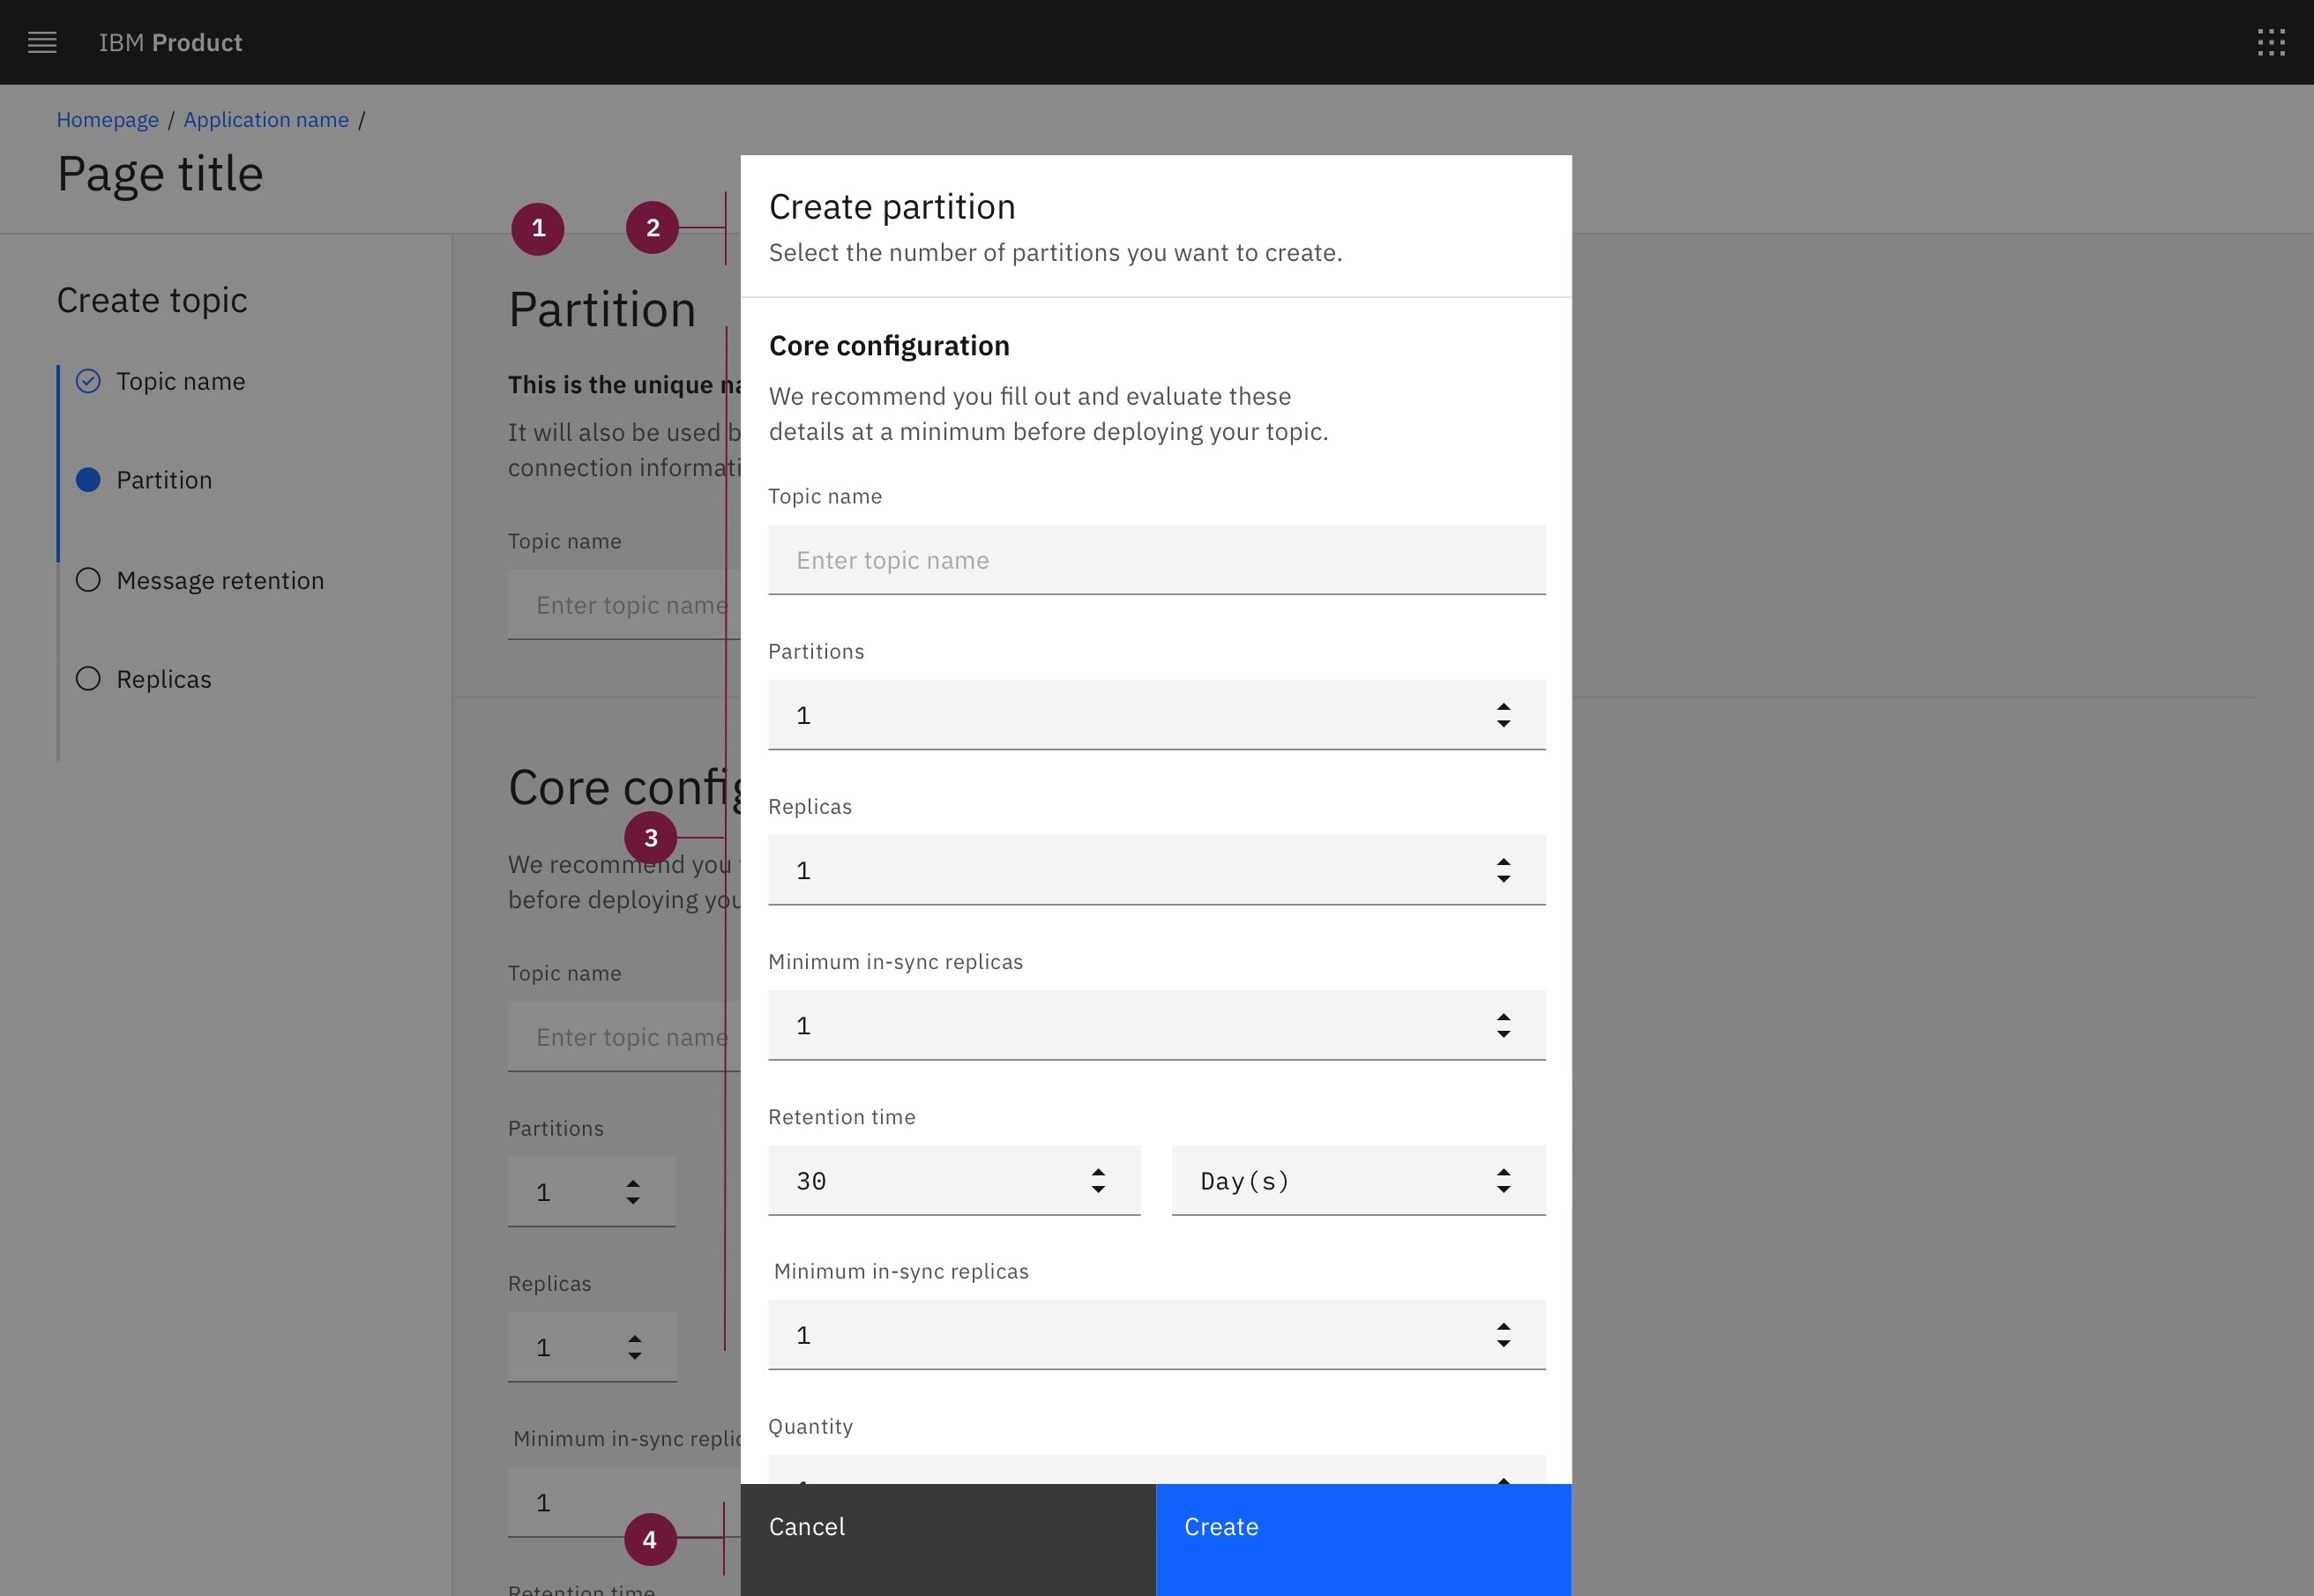 IBM Product
Homepage / Application name /
Page title
Create topic
Topic name
Partition
Message retention
Replicas
1
2
3
4
Partition
This is the unique
It will also be used
connection
Topic name
Enter topic name
Core
We recommend you
before deploying
Topic name
Enter topic name
Partitions
1
Replicas
1
Minimum in-sync
1
Retention time
Create partition
Select the number of partitions you want to create.
Core configuration
We recommend you fill out and evaluate these
details at a minimum before deploying your topic.
Topic name
Enter topic name
Partitions
1
Replicas
1
Minimum in-sync replicas
1
Retention time
30
Day(s)
Minimum in-sync replicas
1
Quantity
Cancel
Create